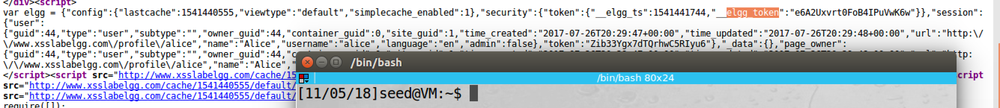 </div><script>
var elgg = {"config":{"lastcache":1541440555,"viewtype":"default","simplecache_enabled":1},"security":{"token":{"__elgg_ts":1541441744,"__elgg_token":"e6A2Uxvrt0FoB4IPuVwK6w"}},"session":
{"user":
{"guid":44,"type":"user","subtype":"","owner_guid":44,"container_guid":0,"site_guid":1,"time_created":"2017-07-26T20:29:47+00:00","time_updated":"2017-07-26T20:29:48+00:00","url":"http:\/
\/www.xsslabelgg.com\/profile\/alice","name":"Alice","username":"alice","language":"en","admin":false},"token":"Zib33Ygx7dTQrhwC5RIyu6"},"_data":{},"page_owner":
{"guid":44,"type":"user","subtype":"","owner_guid":44,
\/\/www.xsslabelgg.com\/profile\/alice","name":"Alice","
</script><script src="http://www.xsslabelgg.com/cache/15 cript
src="http://www.xsslabelgg.com/cache/1541440555/default/
src="http://www.xsslabelgg.com/cache/1541440555/default/
require([]);
/bin/bash
/bin/bash 80x24
[11/05/18]seed@VM:~$